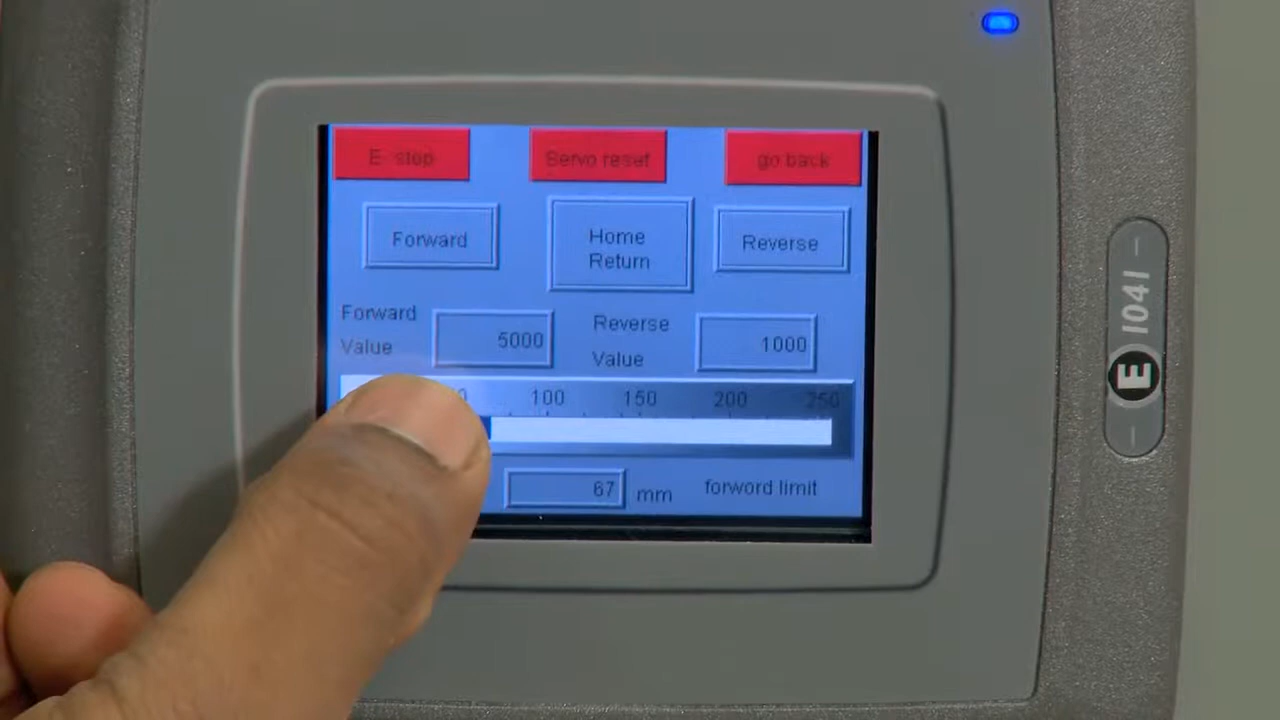 E- stop Servo reset go back
Forward Home Return Reverse
Forward Value 5000 Reverse Value 1000
100 150 200 250
67 mm forword limit
E 1041